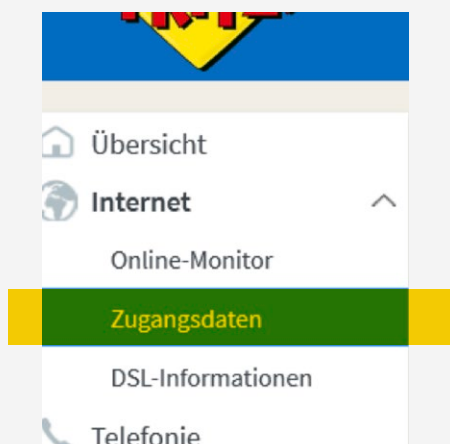 Übersicht
Internet
Online-Monitor
Zugangsdaten
DSL-Informationen
Telefonie